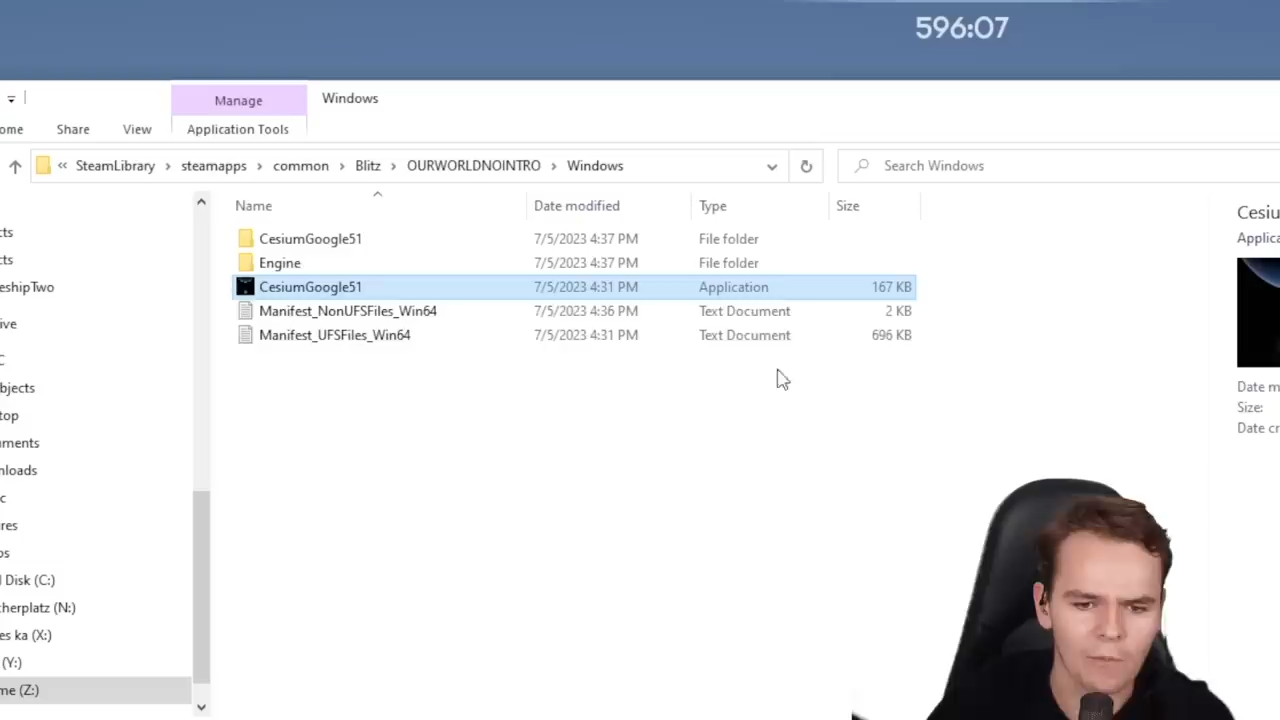 596:07
Manage
Windows
ome
Share
View
Application Tools
« SteamLibrary › steamapps › common › Blitz › OURWORLDNOINTRO › Windows
Search Windows
Name
Date modified
Type
Size
CesiumGoogle51
7/5/2023 4:37 PM
File folder
Engine
7/5/2023 4:37 PM
File folder
CesiumGoogle51
7/5/2023 4:31 PM
Application
167 KB
Manifest_NonUFSFiles_Win64
7/5/2023 4:36 PM
Text Document
2 KB
Manifest_UFSFiles_Win64
7/5/2023 4:31 PM
Text Document
696 KB
cts
cts
eshipTwo
ive
C
bjects
top
uments
nloads
c
res
os
l Disk (C:)
cherplatz (N:)
es ka (X:)
(Y:)
me (Z:)
Cesiu
Applica
Date m
Size:
Date cr